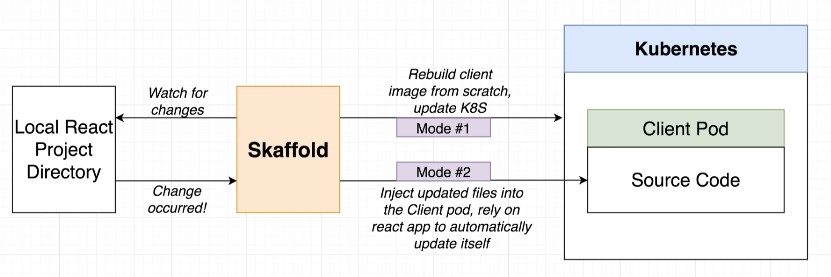 Kubernetes
Rebuild client
image from scratch,
update K8S
Watch for
changes
Mode #1
Client Pod
Local React
Project
Directory
Skaffold
Mode #2
Source Code
Change
occurred!
Inject updated files into
the Client pod, rely on
react app to automatically
update itself